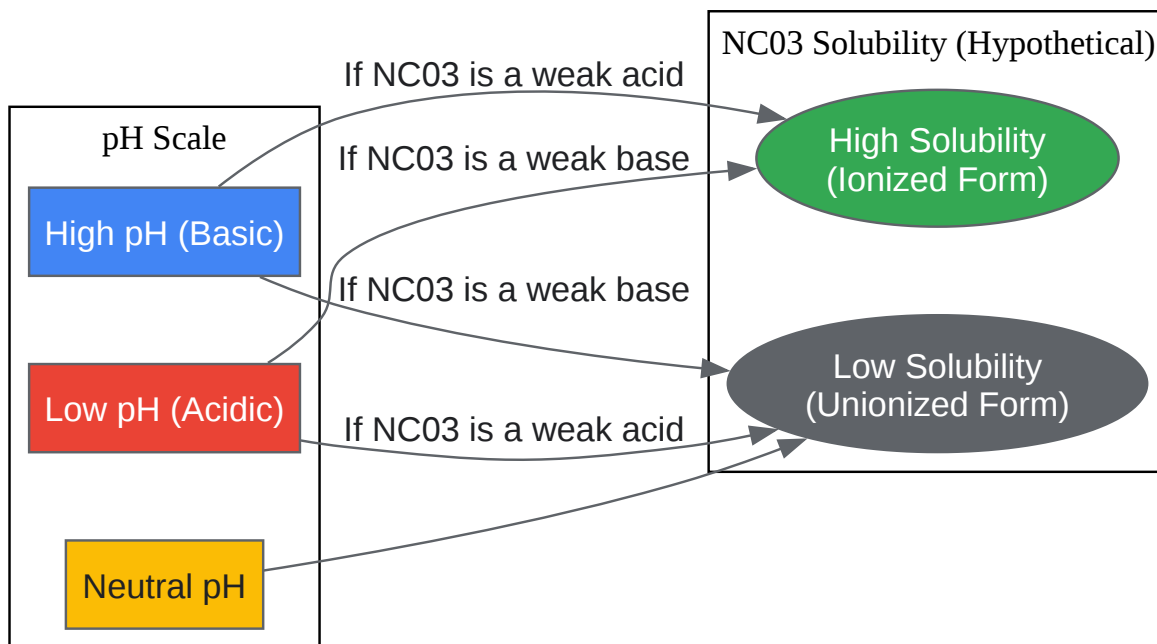 NC03 Solubility (Hypothetical)
If NC03 is a weak acid
pH Scale
High Solubility
(Ionized Form)
If NC03 is a weak base
High pH (Basic)
If NC03 is a weak base
Low Solubility
(Unionized Form)
Low pH (Acidic)
If NC03 is a weak acid
Neutral pH